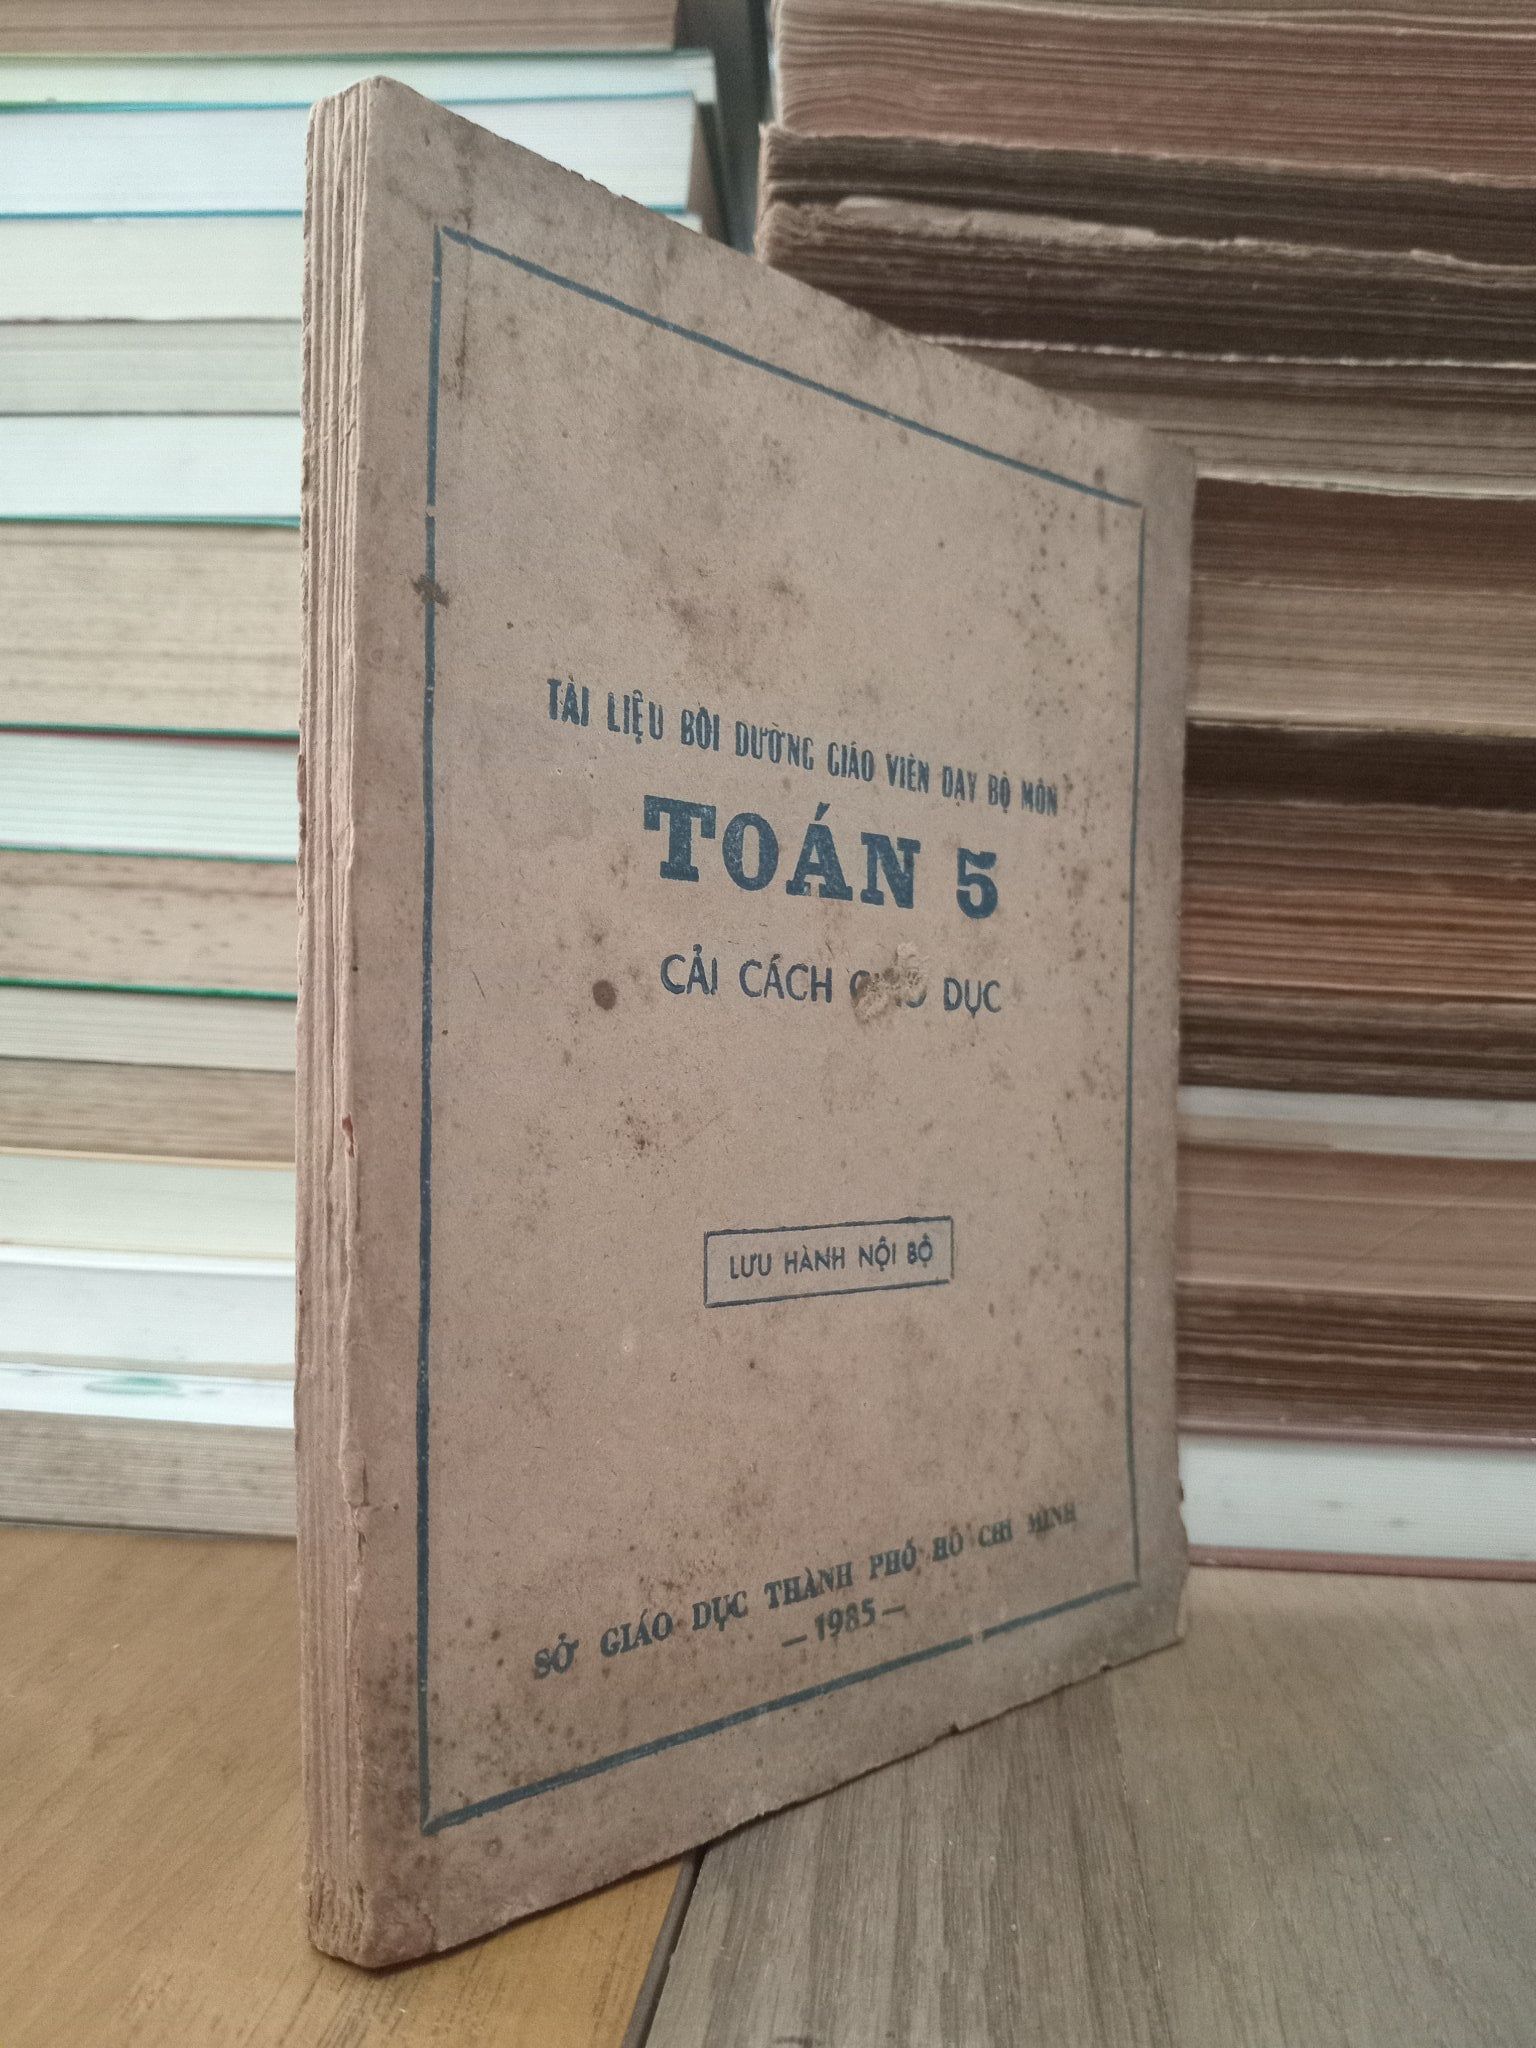 TÀI LIỆU BỒI DƯỠNG GIÁO VIÊN DẠY BỘ MÔN
TOÁN 5
CẢI CÁCH GIÁO DỤC
LƯU HÀNH NỘI BỘ
SỞ GIÁO DỤC THÀNH PHỐ HỒ CHÍ MINH
—1985—